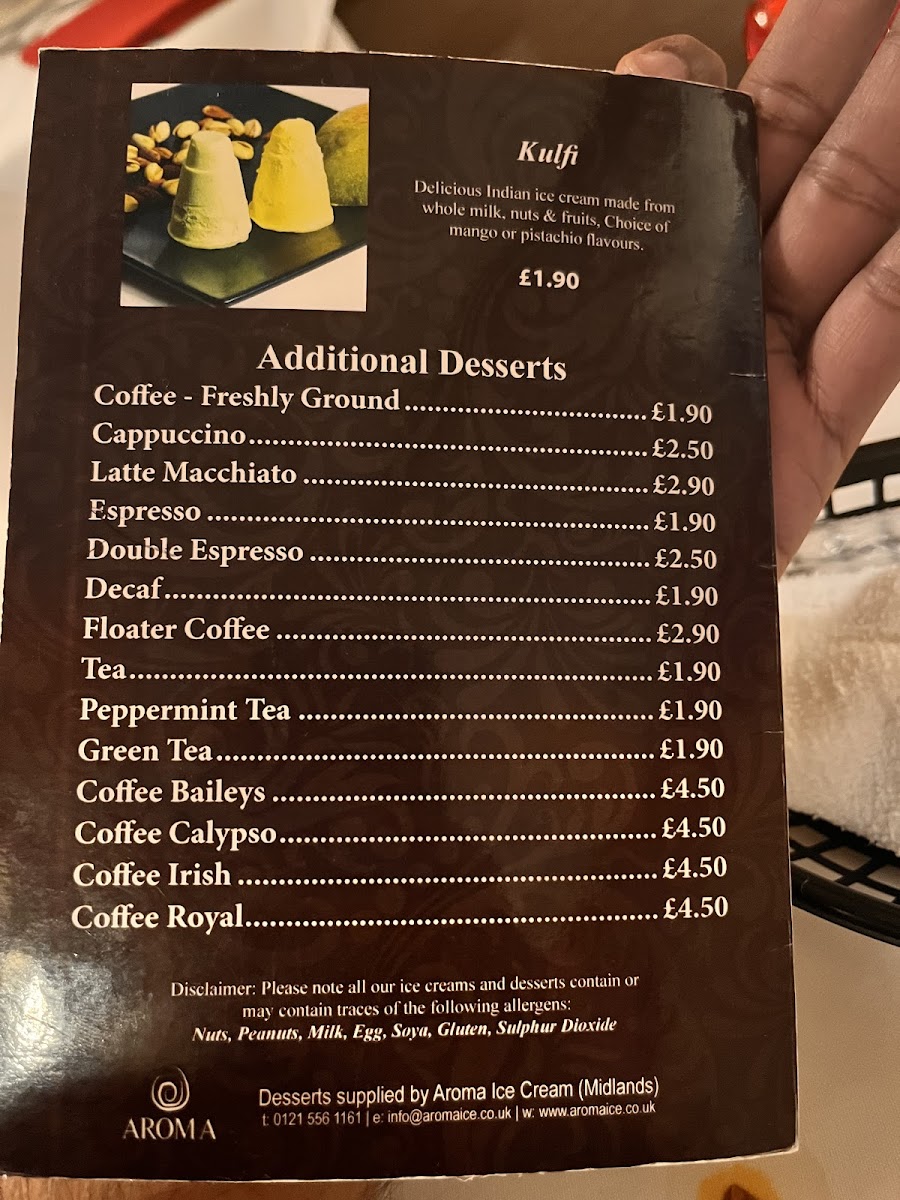 Kulfi
Delicious Indian ice cream made from
whole milk, nuts & fruits, Choice of
mango or pistachio flavours.
£1.90
Additional Desserts
Coffee - Freshly Ground ........ £1.90
Cappuccino ........ £2.50
Latte Macchiato ........ £2.90
Espresso ........ £1.90
Double Espresso ........ £2.50
Decaf ........ £1.90
Floater Coffee ........ £2.90
Tea ........ £1.90
Peppermint Tea ........ £1.90
Green Tea ........ £1.90
Coffee Baileys ........ £4.50
Coffee Calypso ........ £4.50
Coffee Irish ........ £4.50
Coffee Royal ........ £4.50
Disclaimer: Please note all our ice creams and desserts contain or
may contain traces of the following allergens:
Nuts, Peanuts, Milk, Egg, Soya, Gluten, Sulphur Dioxide
AROMA
Desserts supplied by Aroma Ice Cream (Midlands)
t: 0121 556 1161 | e: info@aromaice.co.uk | w: www.aromaice.co.uk